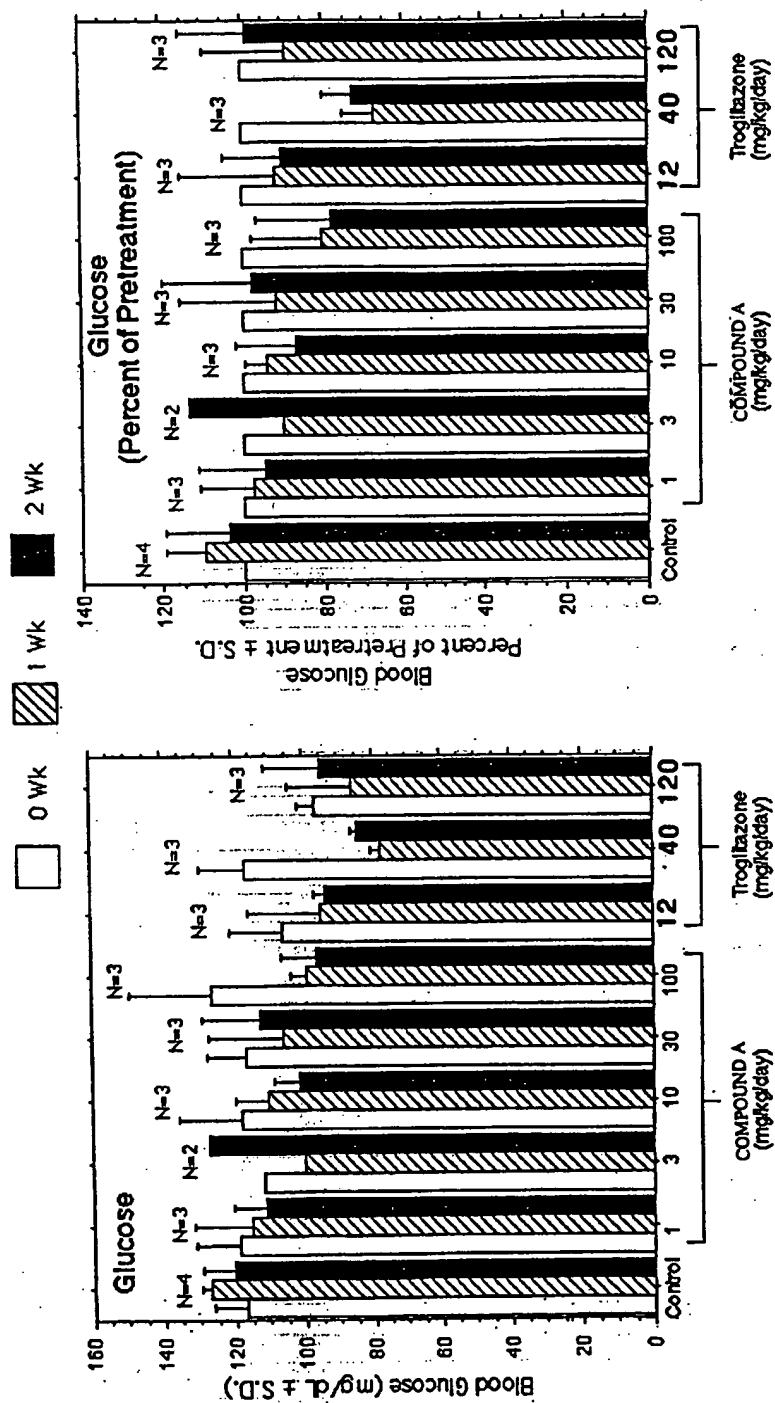 0 Wk
1 Wk
2 Wk
Glucose
Blood Glucose (mg/dL ± S.D.)
160
140
120
100
80
60
40
20
0
N=4
N=3
N=2
N=3
N=3
N=3
N=3
N=3
N=3
Control
1
3
10
30
100
12
40
120
COMPOUND A
(mg/kg/day)
Troglitazone
(mg/kg/day)
Glucose
(Percent of Pretreatment)
Blood Glucose
Percent of Pretreatment ± S.D.
140
120
100
80
60
40
20
0
N=4
N=3
N=2
N=3
N=3
N=3
N=3
N=3
N=3
Control
1
3
10
30
100
12
40
120
COMPOUND A
(mg/kg/day)
Troglitazone
(mg/kg/day)